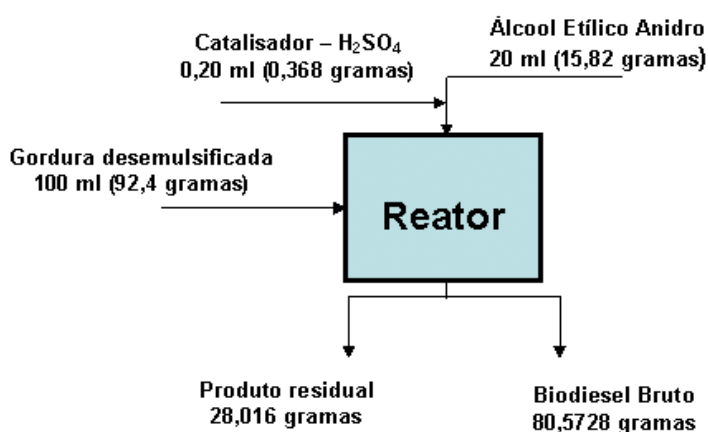 Catalisador – H₂SO₄
0,20 ml (0,368 gramas)
Álcool Etílico Anidro
20 ml (15,82 gramas)
Gordura desemulsificada
100 ml (92,4 gramas)
Reator
Produto residual
28,016 gramas
Biodiesel Bruto
80,5728 gramas